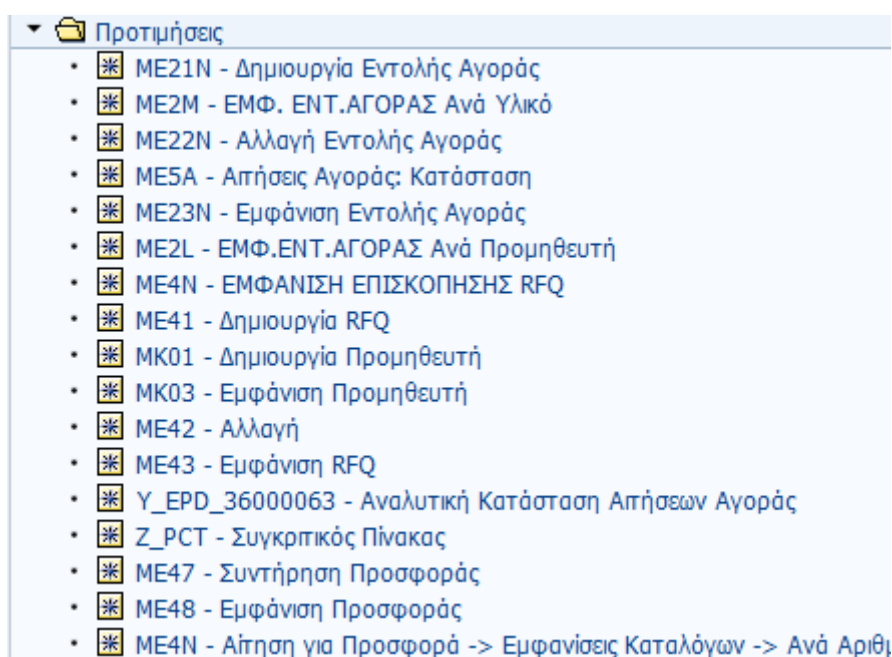 Προτιμήσεις
ME21N - Δημιουργία Εντολής Αγοράς
ME2M - ΕΜΦ. ΕΝΤ.ΑΓΟΡΑΣ Ανά Υλικό
ME22N - Αλλαγή Εντολής Αγοράς
ME5A - Αιτήσεις Αγοράς: Κατάσταση
ME23N - Εμφάνιση Εντολής Αγοράς
ME2L - ΕΜΦ.ΕΝΤ.ΑΓΟΡΑΣ Ανά Προμηθευτή
ME4N - ΕΜΦΑΝΙΣΗ ΕΠΙΣΚΟΠΗΣΗΣ RFQ
ME41 - Δημιουργία RFQ
MK01 - Δημιουργία Προμηθευτή
MK03 - Εμφάνιση Προμηθευτή
ME42 - Αλλαγή
ME43 - Εμφάνιση RFQ
Y_EPD_36000063 - Αναλυτική Κατάσταση Αιτήσεων Αγοράς
Z_PCT - Συγκριτικός Πίνακας
ME47 - Συντήρηση Προσφοράς
ME48 - Εμφάνιση Προσφοράς
ME4N - Αίτηση για Προσφορά -> Εμφανίσεις Καταλόγων -> Ανά